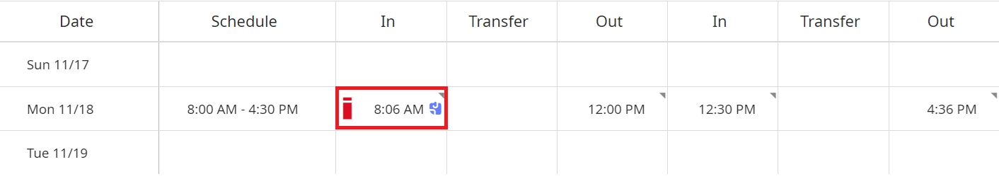 Date Schedule In Transfer Out In Transfer Out
Sun 11/17
Mon 11/18 8:00 AM - 4:30 PM 8:06 AM 12:00 PM 12:30 PM 4:36 PM
Tue 11/19